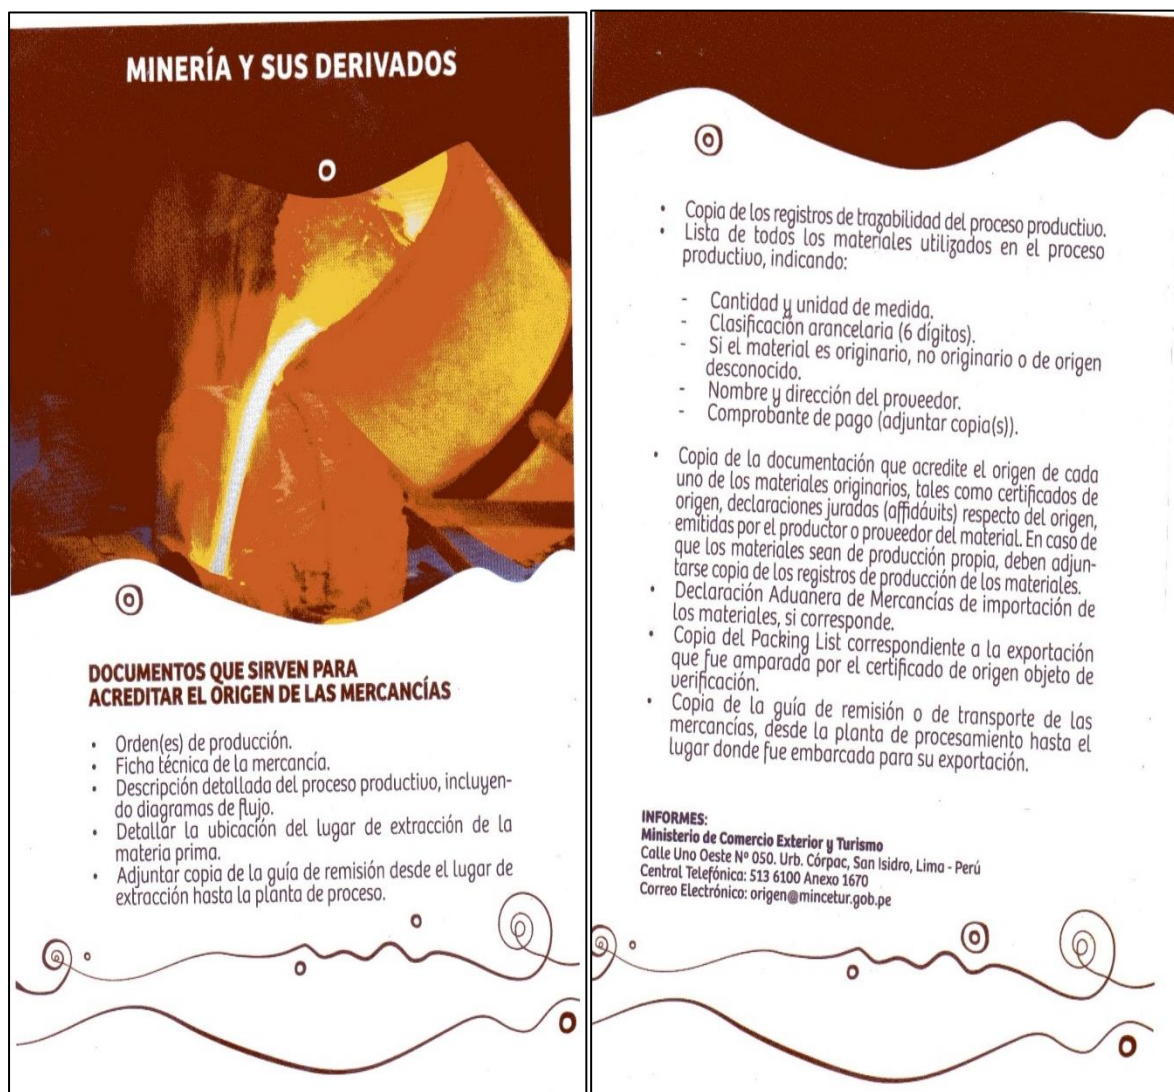 MINERÍA Y SUS DERIVADOS
DOCUMENTOS QUE SIRVEN PARA
ACREDITAR EL ORIGEN DE LAS MERCANCÍAS
• Orden(es) de producción.
• Ficha técnica de la mercancía.
• Descripción detallada del proceso productivo, incluyen-
do diagramas de flujo.
• Detallar la ubicación del lugar de extracción de la
materia prima.
• Adjuntar copia de la guía de remisión desde el lugar de
extracción hasta la planta de proceso.
• Copia de los registros de trazabilidad del proceso productivo.
• Lista de todos los materiales utilizados en el proceso
productivo, indicando:
- Cantidad y unidad de medida.
- Clasificación arancelaria (6 dígitos).
- Si el material es originario, no originario o de origen
desconocido.
- Nombre y dirección del proveedor.
- Comprobante de pago (adjuntar copia(s)).
• Copia de la documentación que acredite el origen de cada
uno de los materiales originarios, tales como certificados de
origen, declaraciones juradas (affidávits) respecto del origen,
emitidas por el productor o proveedor del material. En caso de
que los materiales sean de producción propia, deben adjun-
tarse copia de los registros de producción de los materiales.
• Declaración Aduanera de Mercancías de importación de
los materiales, si corresponde.
• Copia del Packing List correspondiente a la exportación
que fue amparada por el certificado de origen objeto de
verificación.
• Copia de la guía de remisión o de transporte de las
mercancías, desde la planta de procesamiento hasta el
lugar donde fue embarcada para su exportación.
INFORMES:
Ministerio de Comercio Exterior y Turismo
Calle Uno Oeste Nº 050. Urb. Córpac, San Isidro, Lima - Perú
Central Telefónica: 513 6100 Anexo 1670
Correo Electrónico: origen@mincetur.gob.pe